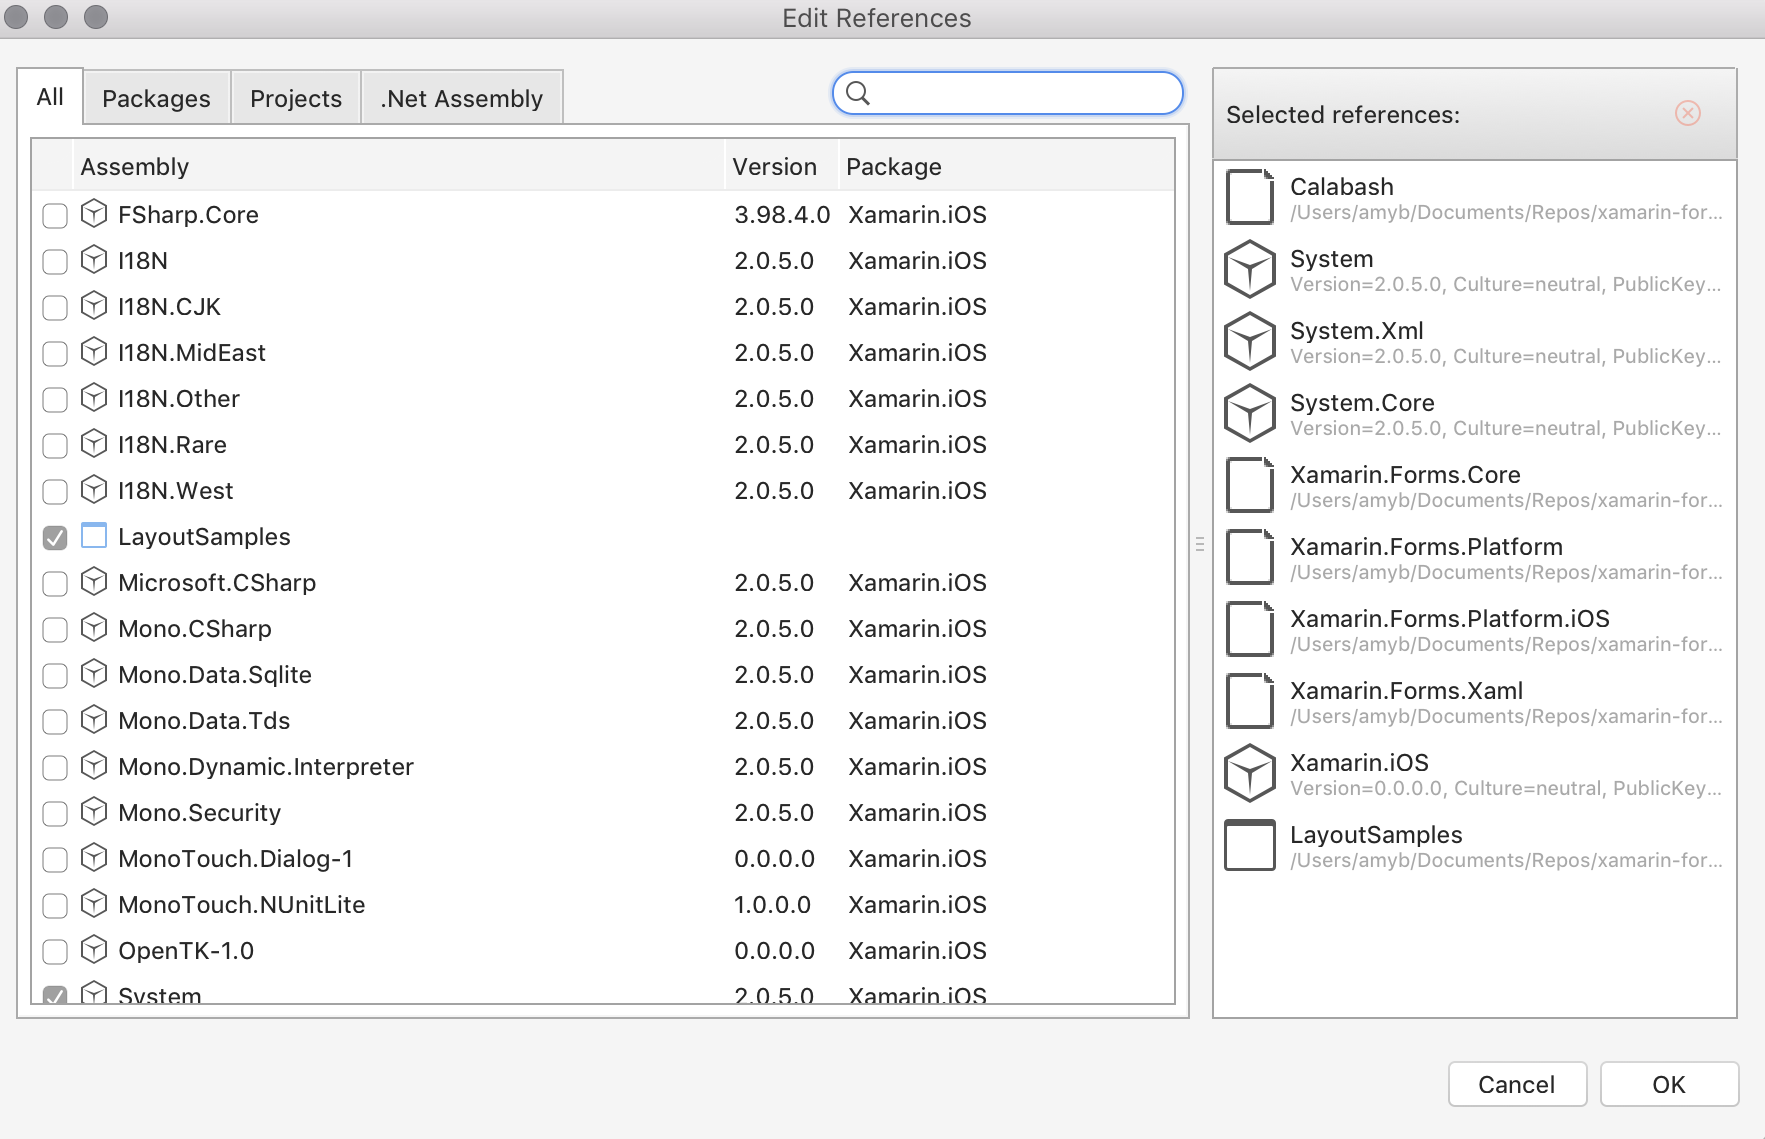 Edit References
All
Packages
Projects
.Net Assembly
Assembly Version Package
FSharp.Core 3.98.4.0 Xamarin.iOS
I18N 2.0.5.0 Xamarin.iOS
I18N.CJK 2.0.5.0 Xamarin.iOS
I18N.MidEast 2.0.5.0 Xamarin.iOS
I18N.Other 2.0.5.0 Xamarin.iOS
I18N.Rare 2.0.5.0 Xamarin.iOS
I18N.West 2.0.5.0 Xamarin.iOS
LayoutSamples
Microsoft.CSharp 2.0.5.0 Xamarin.iOS
Mono.CSharp 2.0.5.0 Xamarin.iOS
Mono.Data.Sqlite 2.0.5.0 Xamarin.iOS
Mono.Data.Tds 2.0.5.0 Xamarin.iOS
Mono.Dynamic.Interpreter 2.0.5.0 Xamarin.iOS
Mono.Security 2.0.5.0 Xamarin.iOS
MonoTouch.Dialog-1 0.0.0.0 Xamarin.iOS
MonoTouch.NUnitLite 1.0.0.0 Xamarin.iOS
OpenTK-1.0 0.0.0.0 Xamarin.iOS
System 2.0.5.0 Xamarin.iOS
Selected references:
Calabash
/Users/amyb/Documents/Repos/xamarin-for...
System
Version=2.0.5.0, Culture=neutral, PublicKey...
System.Xml
Version=2.0.5.0, Culture=neutral, PublicKey...
System.Core
Version=2.0.5.0, Culture=neutral, PublicKey...
Xamarin.Forms.Core
/Users/amyb/Documents/Repos/xamarin-for...
Xamarin.Forms.Platform
/Users/amyb/Documents/Repos/xamarin-for...
Xamarin.Forms.Platform.iOS
/Users/amyb/Documents/Repos/xamarin-for...
Xamarin.Forms.Xaml
/Users/amyb/Documents/Repos/xamarin-for...
Xamarin.iOS
Version=0.0.0.0, Culture=neutral, PublicKey...
LayoutSamples
/Users/amyb/Documents/Repos/xamarin-for...
Cancel
OK